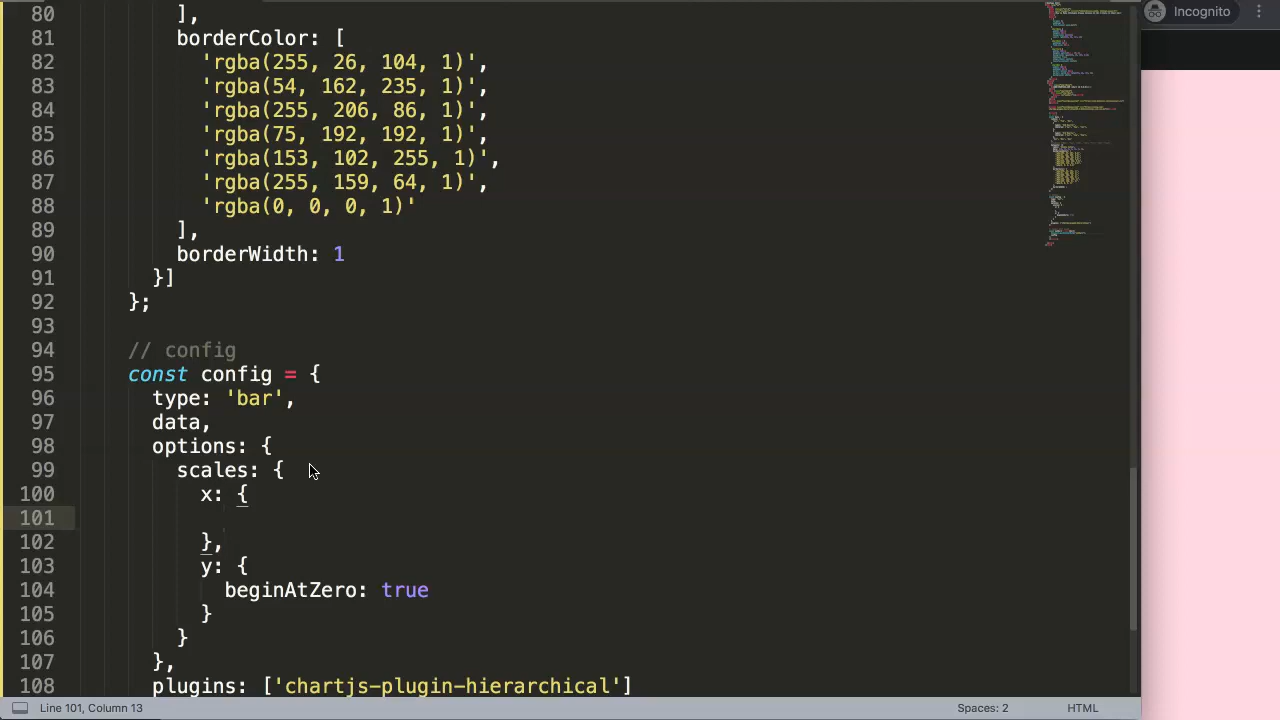 80 ],
81 borderColor: [
82 'rgba(255, 26, 104, 1)',
83 'rgba(54, 162, 235, 1)',
84 'rgba(255, 206, 86, 1)',
85 'rgba(75, 192, 192, 1)',
86 'rgba(153, 102, 255, 1)',
87 'rgba(255, 159, 64, 1)',
88 'rgba(0, 0, 0, 1)'
89 ],
90 borderWidth: 1
91 }]
92 };
93
94 // config
95 const config = {
96 type: 'bar',
97 data,
98 options: {
99 scales: {
100 x: {
101
102 },
103 y: {
104 beginAtZero: true
105 }
106 }
107 },
108 plugins: ['chartjs-plugin-hierarchical']
Line 101, Column 13
Spaces: 2
HTML
Incognito